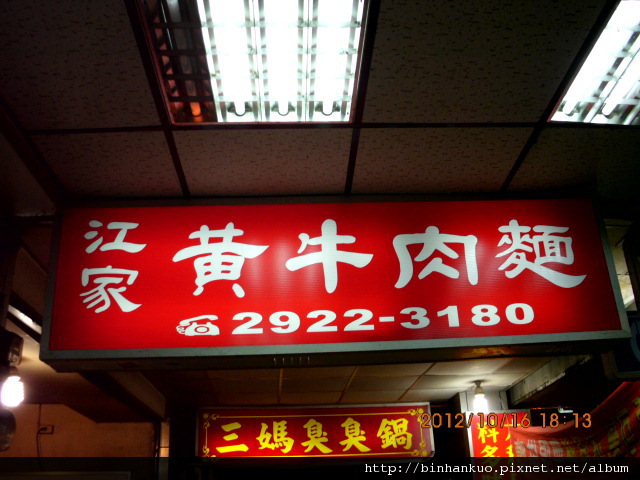 江家
黃牛肉麵
2922-3180
三媽臭臭鍋
2012/10/16 18:13
http://binhankuo.pixnet.net/album